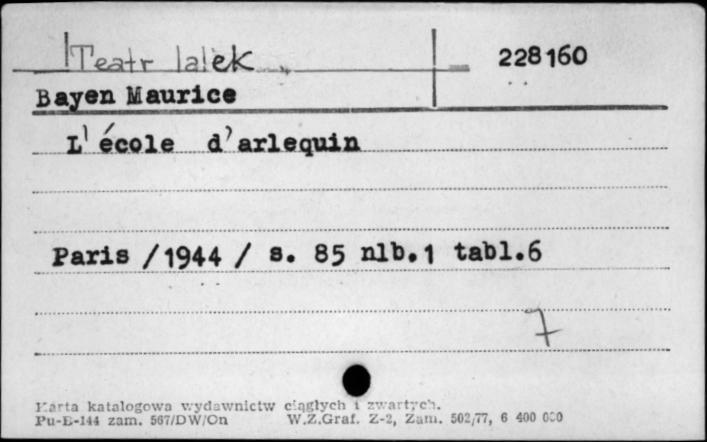 Teatr lalek
228160
Bayen Maurice
L'école d'arlequin
Paris /1944 / s. 85 nlb.1 tabl.6
7
Karta katalogowa wydawnictw ciągłych i zwartych.
Pu-E-144 zam. 567/DW/On W.Z.Graf. Z-2, Zam. 502/77, 6 400 000